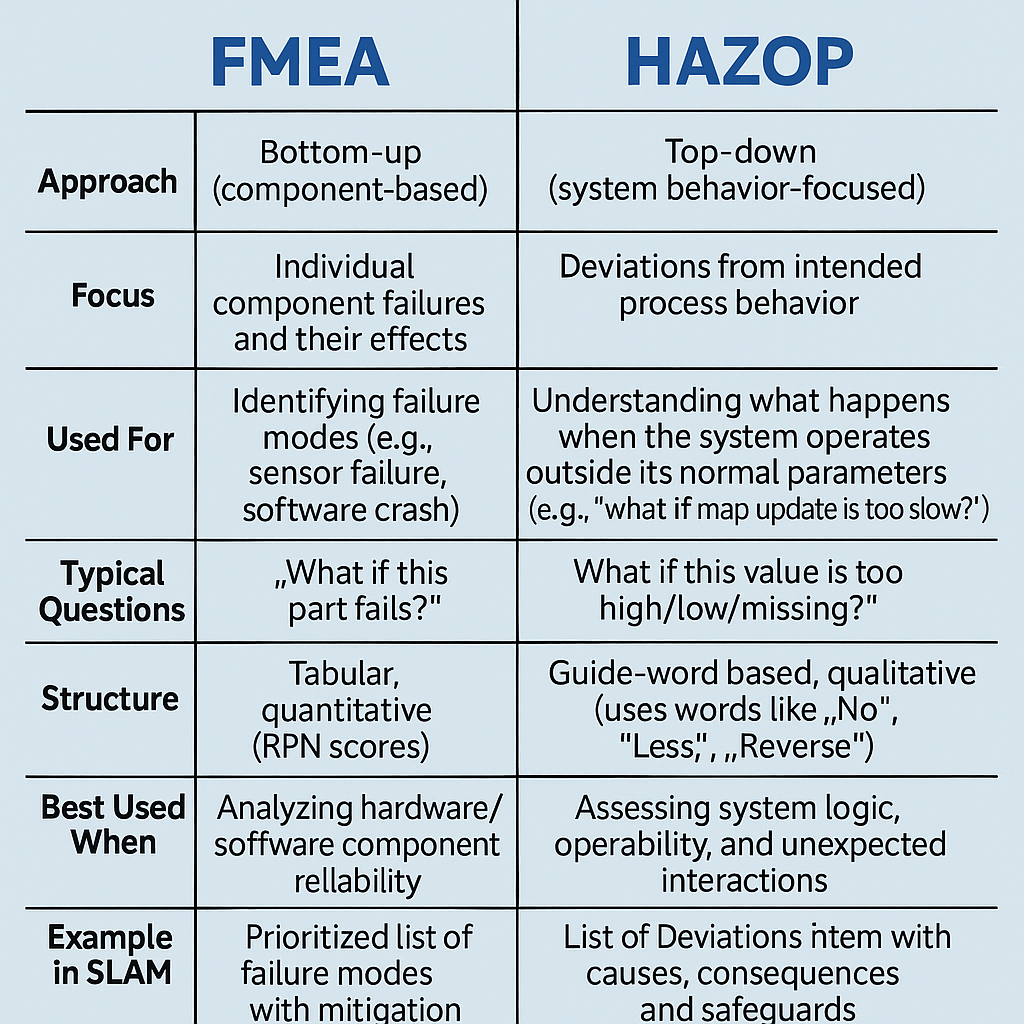 FMEA
HAZOP
Approach
Bottom-up
(component-based)
Top-down
(system behavior-focused)
Focus
Individual
component failures
and their effects
Deviations from intended
process behavior
Used For
Identifying failure
modes (e.g.,
sensor failure,
software crash)
Understanding what happens
when the system operates
outside its normal parameters
(e.g., "what if map update is too slow?')
Typical
Questions
„What if this
part fails?"
What if this value is too
high/low/missing?"
Structure
Tabular,
quantitative
(RPN scores)
Guide-word based, qualitative
(uses words like „No",
"Less", „Reverse")
Best Used
When
Analyzing hardware/
soffware component
rellability
Assessing system logic,
operability, and unexpected
interactions
Example
in SLAM
Prioritized list of
failure modes
with mitigation
List of Deviations intem with
causes, consequences
and safeguards